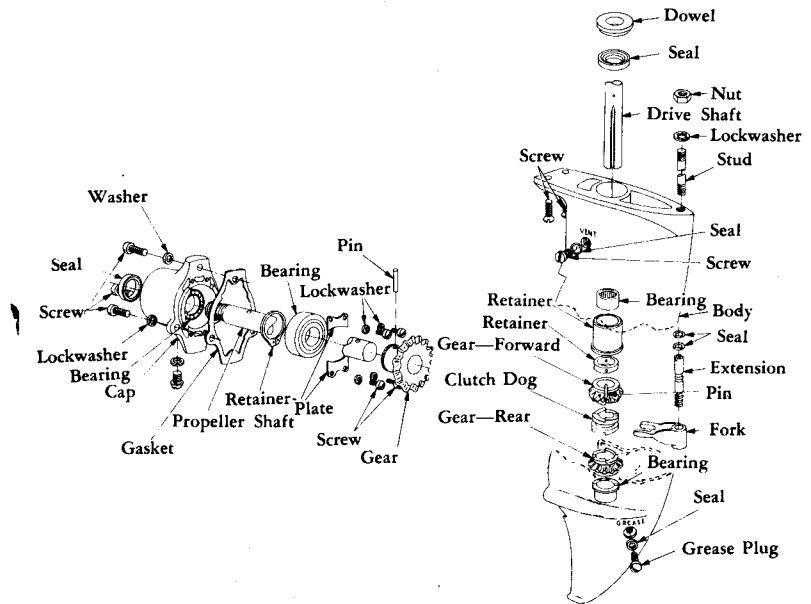 Dowel
Seal
Nut
Drive Shaft
Lockwasher
Stud
Screw
VENT
Seal
Screw
Washer
Seal
Screw
Pin
Bearing
Lockwasher
Lockwasher
Bearing
Cap
Gasket
Propeller
Retainer-
Shaft
Plate
Screw
Gear
Retainer
Bearing
Body
Retainer
Seal
Gear—Forward
Extension
Clutch Dog
Pin
Gear—Rear
Fork
Bearing
Seal
GREASE
Grease Plug